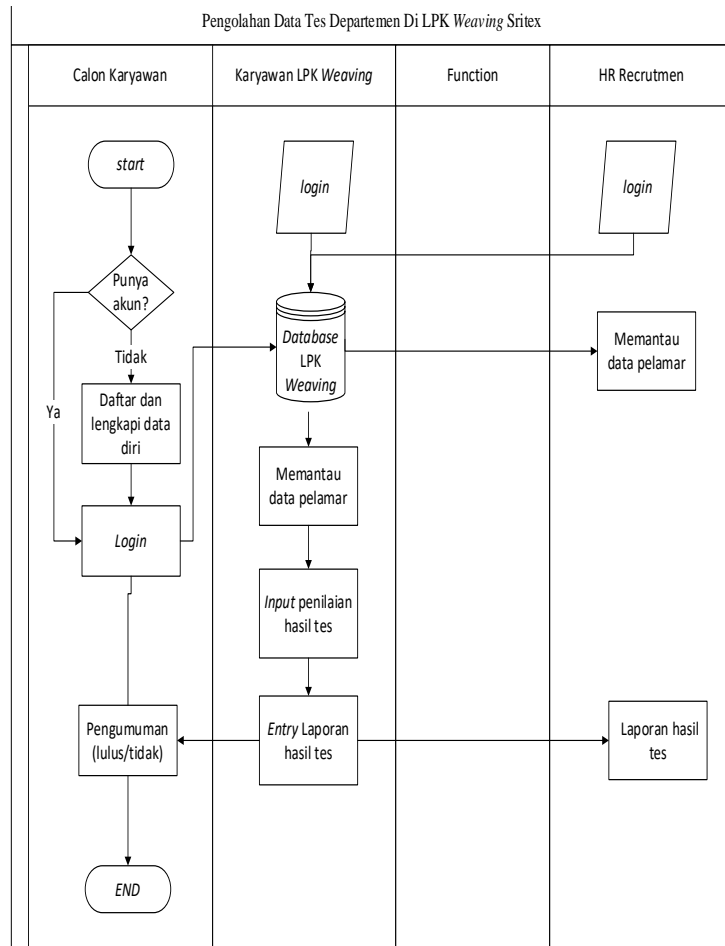 Pengolahan Data Tes Departemen Di LPK Weaving Sritex
Calon Karyawan
Karyawan LPK Weaving
Function
HR Recrutmen
start
login
login
Punya
akun?
Database
LPK
Weaving
Memantau
data pelamar
Tidak
Ya
Daftar dan
lengkapi data
diri
Memantau
data pelamar
Login
Input penilaian
hasil tes
Pengumuman
(lulus/tidak)
Entry Laporan
hasil tes
Laporan hasil
tes
END